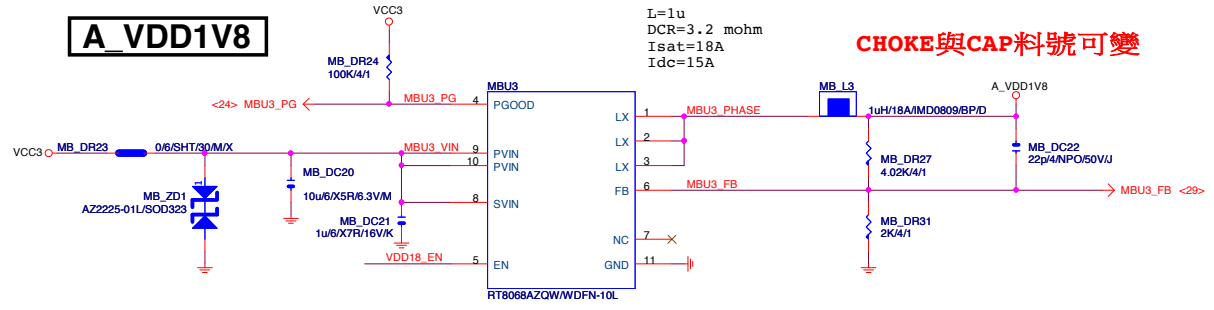 A_VDD1V8
VCC3
L=1u
DCR=3.2 mohm
Isat=18A
Idc=15A
CHOKE與CAP料號可變
MB_DR24
100K/4/1
MBU3
MB_L3
A_VDD1V8
<24> MBU3_PG
MBU3_PG
4
PGOOD
LX
1
MBU3_PHASE
1uH/18A/IMD0809/BP/D
LX
2
MB_DC22
22p/4/NPO/50V/J
VCC3
MB_DR23
0/6/SHT/30/M/X
MBU3_VIN
9
PVIN
10
PVIN
LX
3
MB_DR27
4.02K/4/1
MB_DC20
10u/6/X5R/6.3V/M
1
MB_ZD1
AZ2225-01L/SOD323
8
SVIN
FB
6
MBU3_FB
MBU3_FB <29>
MB_DC21
1u/6/X7R/16V/K
MB_DR31
2K/4/1
NC
7
VDD18_EN
5
EN
GND
11
RT8068AZQW/WDFN-10L